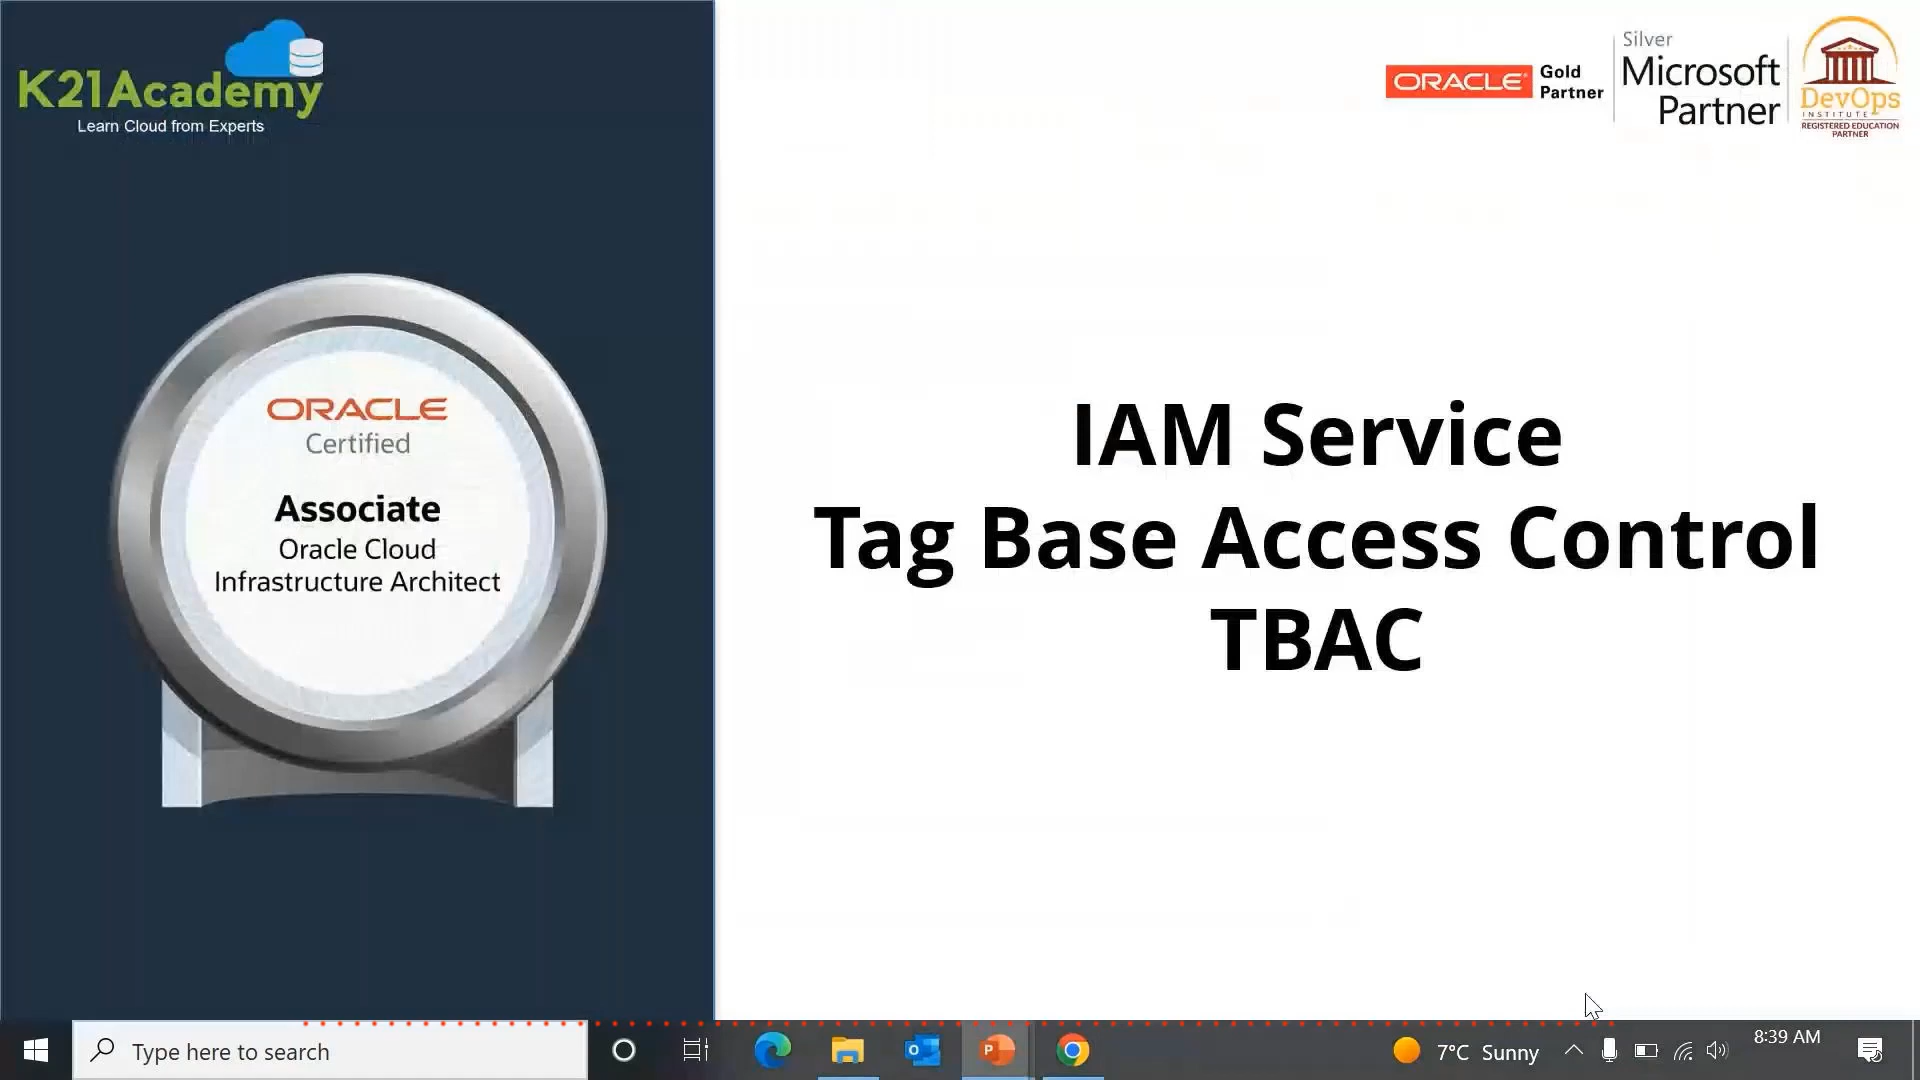 K21Academy
Learn Cloud from Experts
ORACLE
Gold
Partner
Silver
Microsoft
Partner
DevOps
INSTITUTE
REGISTERED EDUCATION
PARTNER
ORACLE
Certified
Associate
Oracle Cloud
Infrastructure Architect
IAM Service
Tag Base Access Control
TBAC
Type here to search
7°C Sunny
8:39 AM